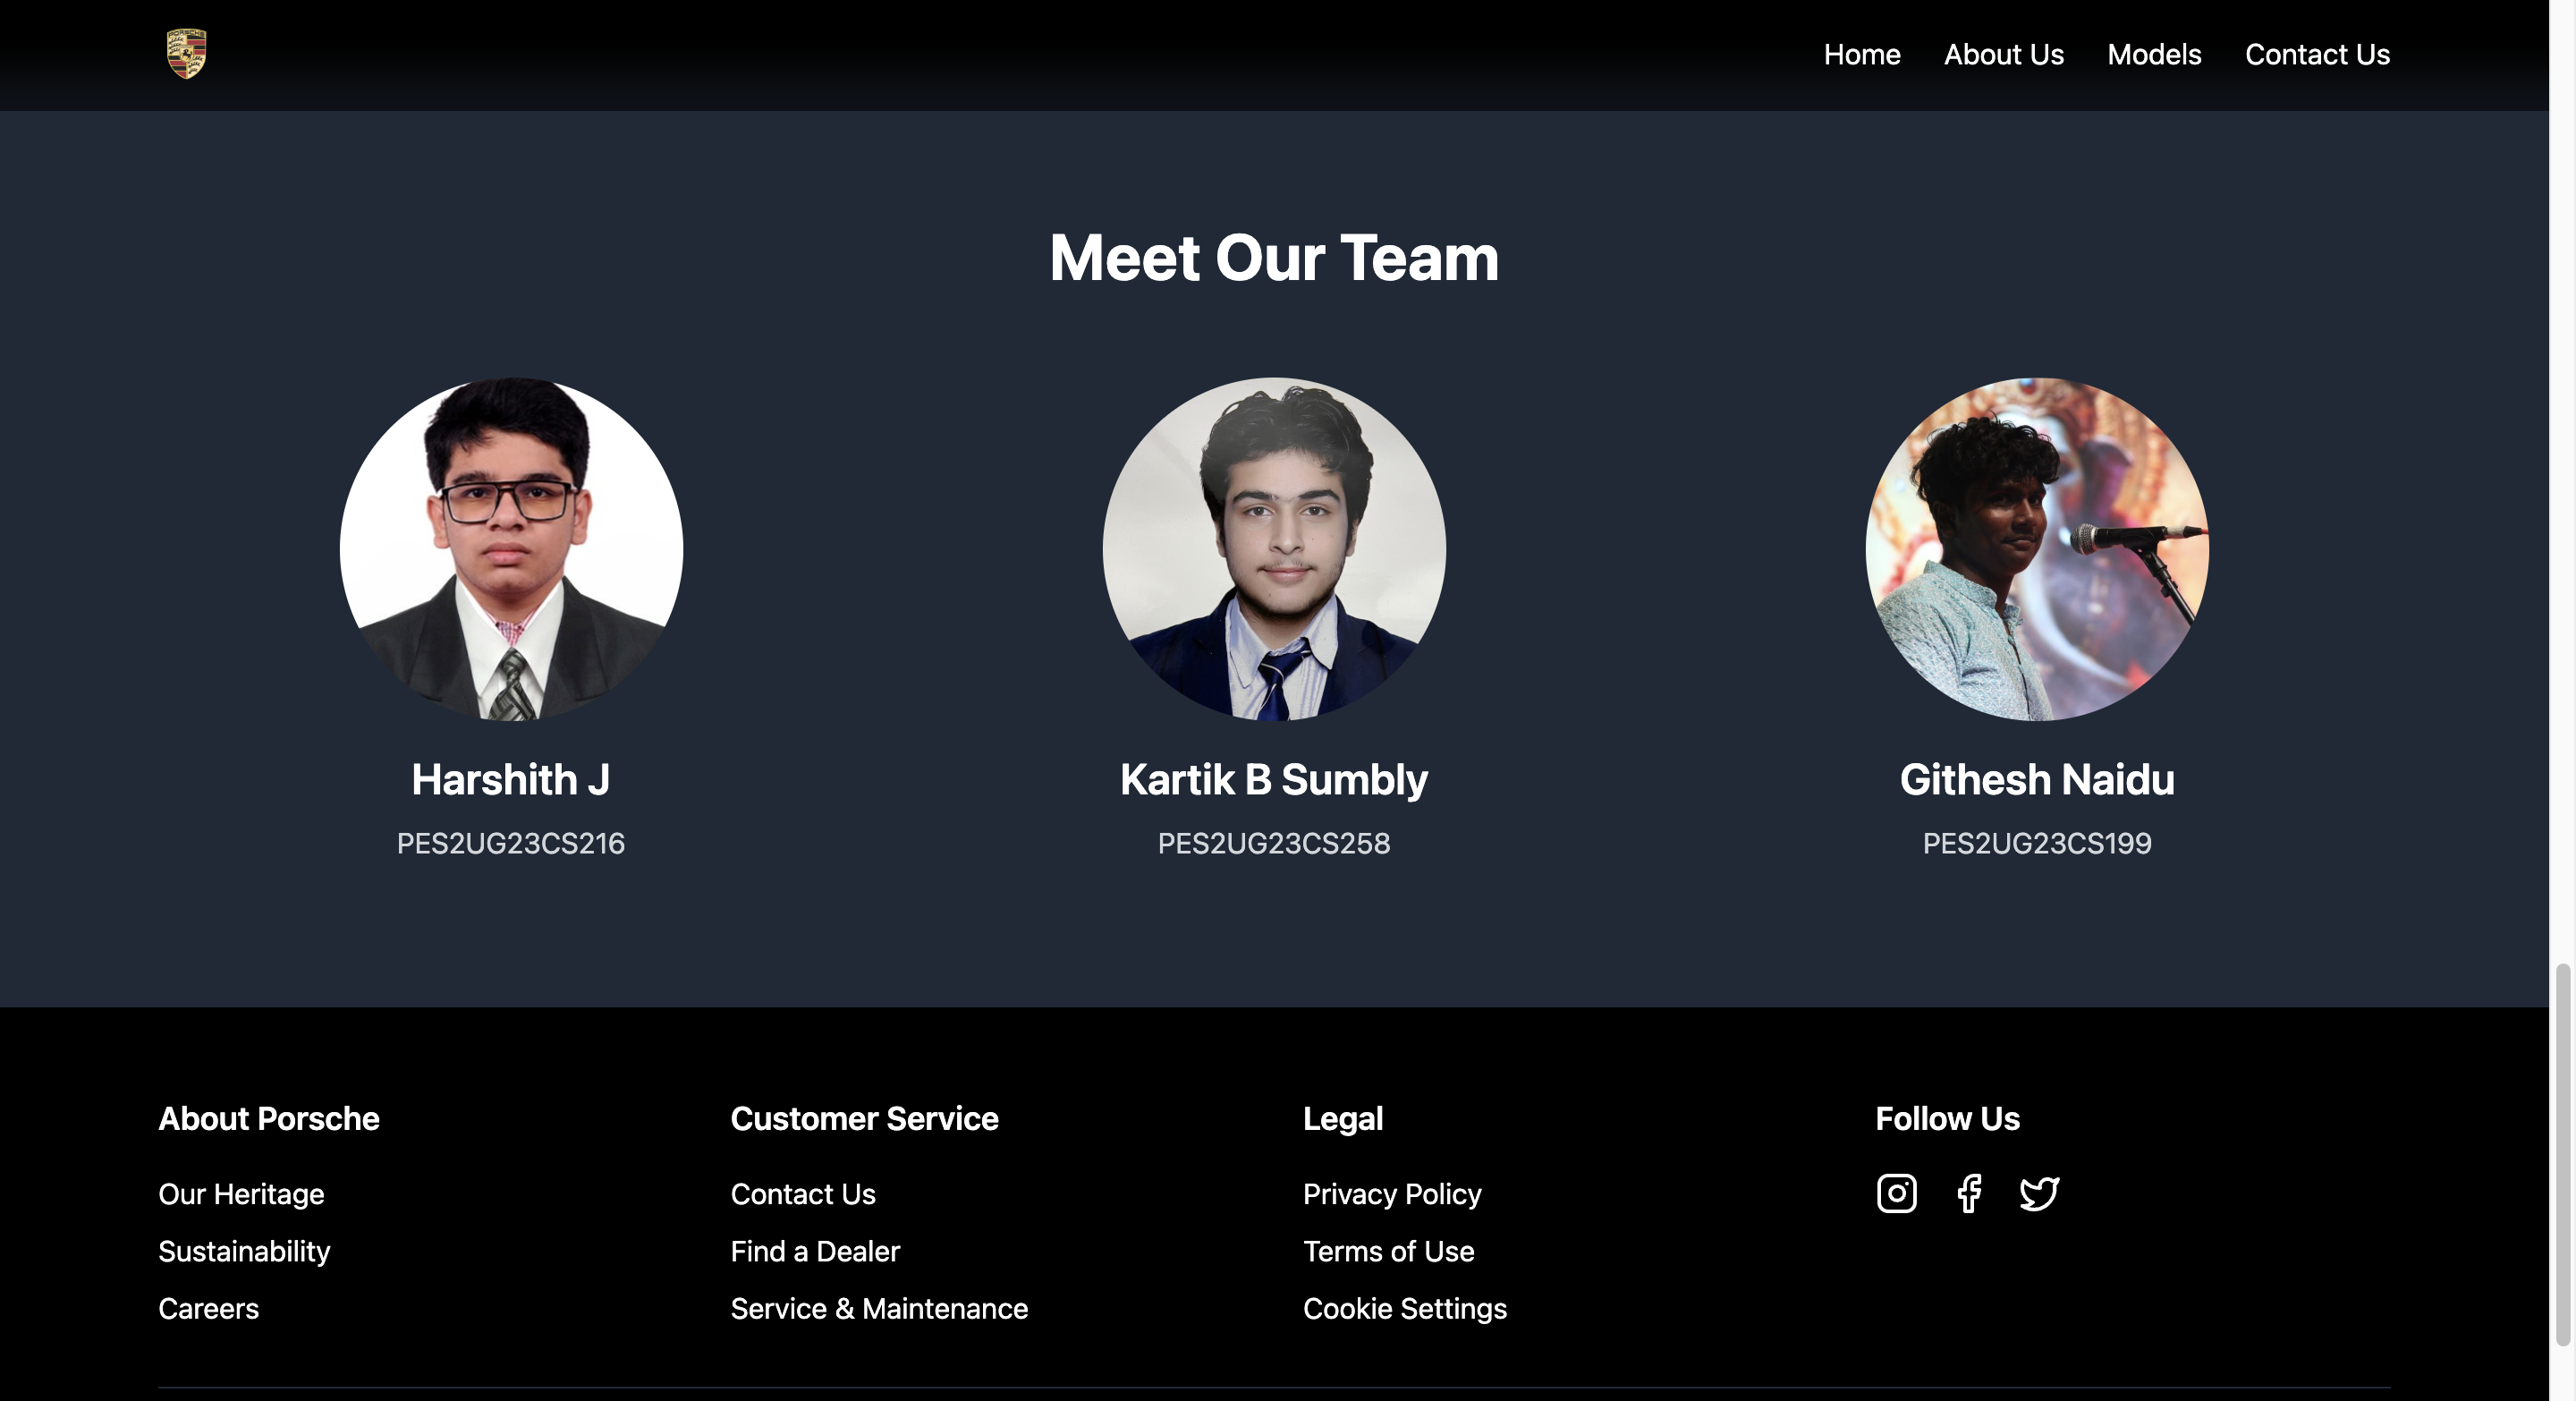 PORSCHE
Home About Us Models Contact Us
Meet Our Team
Harshith J
PES2UG23CS216
Kartik B Sumbly
PES2UG23CS258
Githesh Naidu
PES2UG23CS199
About Porsche
Our Heritage
Sustainability
Careers
Customer Service
Contact Us
Find a Dealer
Service & Maintenance
Legal
Privacy Policy
Terms of Use
Cookie Settings
Follow Us